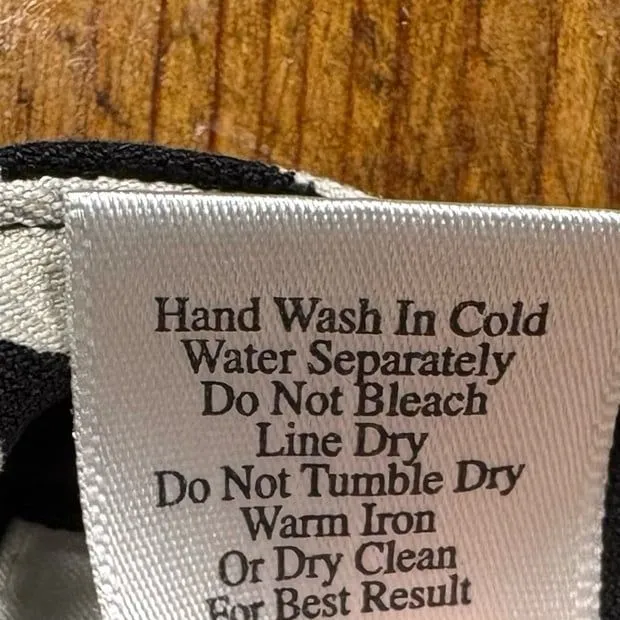 Hand Wash In Cold
Water Separately
Do Not Bleach
Line Dry
Do Not Tumble Dry
Warm Iron
Or Dry Clean
For Best Result